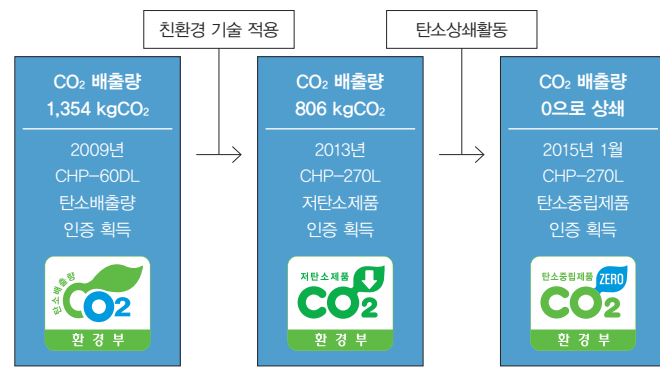 친환경 기술 적용
탄소상쇄활동
CO₂ 배출량
1,354 kgCO₂
2009년
CHP-60DL
탄소배출량
인증 획득
탄소배출량
CO2
환경부
CO₂ 배출량
806 kgCO₂
2013년
CHP-270L
저탄소제품
인증 획득
저탄소제품
CO2
환경부
CO₂ 배출량
0으로 상쇄
2015년 1월
CHP-270L
탄소중립제품
인증 획득
탄소중립제품 ZERO
CO2
환경부